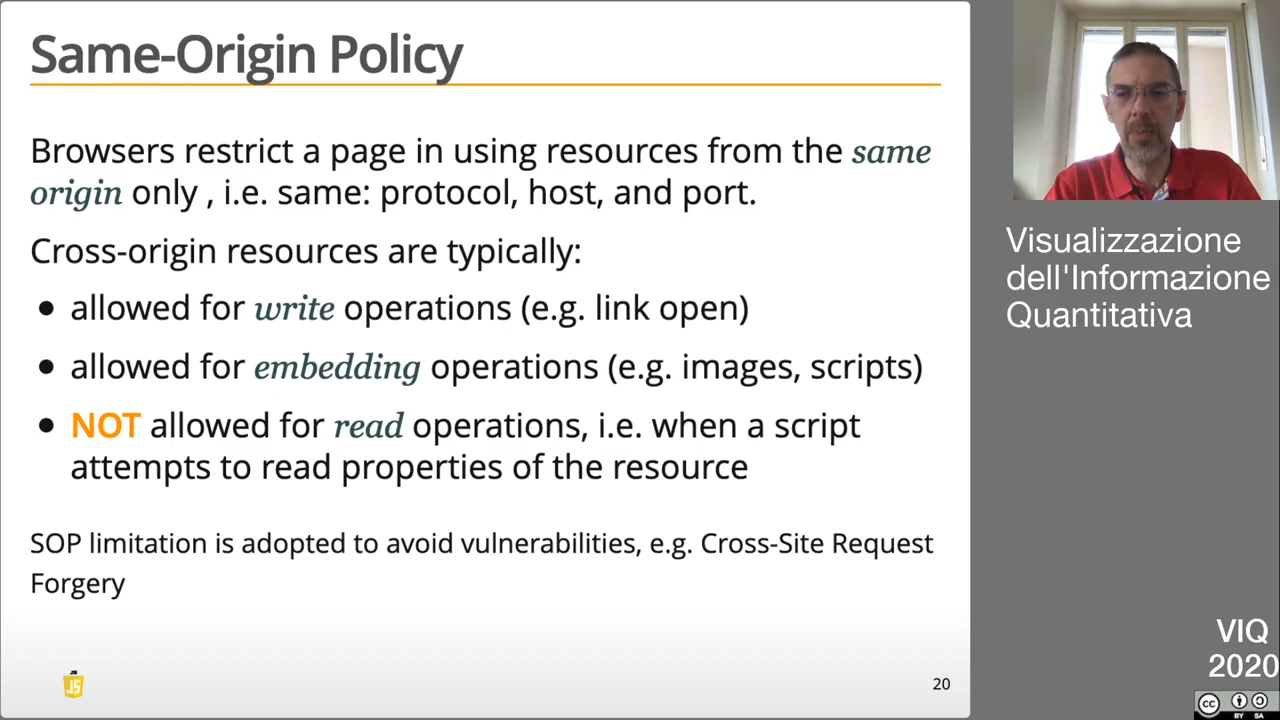 Same-Origin Policy
Browsers restrict a page in using resources from the same
origin only , i.e. same: protocol, host, and port.
Cross-origin resources are typically:
• allowed for write operations (e.g. link open)
• allowed for embedding operations (e.g. images, scripts)
• NOT allowed for read operations, i.e. when a script
attempts to read properties of the resource
SOP limitation is adopted to avoid vulnerabilities, e.g. Cross-Site Request
Forgery
JS
20
Visualizzazione
dell'Informazione
Quantitativa
VIQ
2020
cc
BY SA